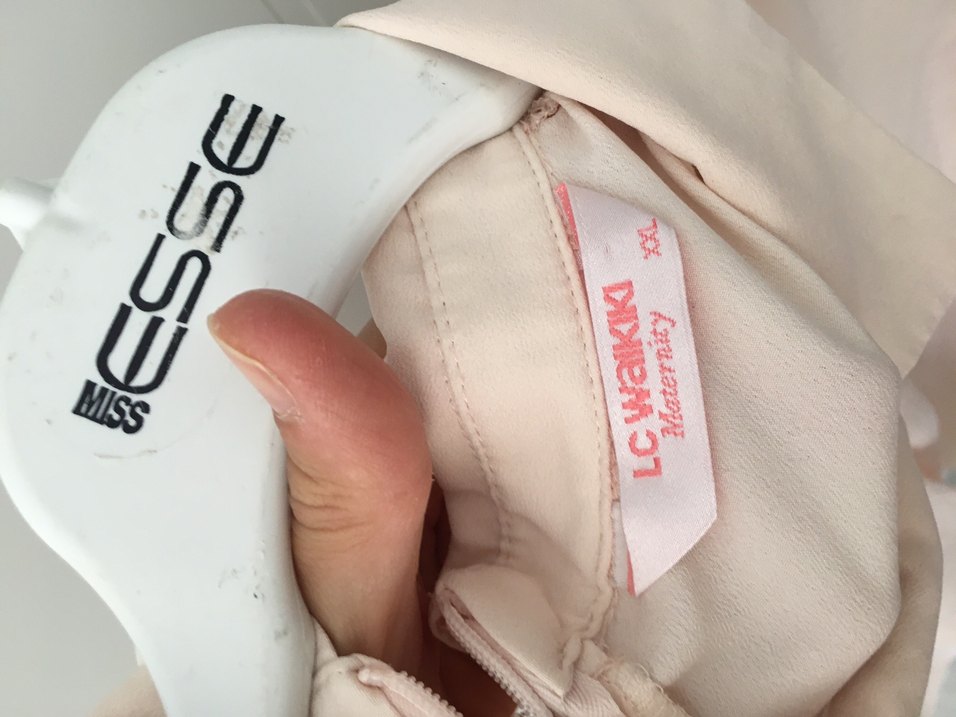 MISS
ESSE
LC WAIKIKI
Maternity
XXL